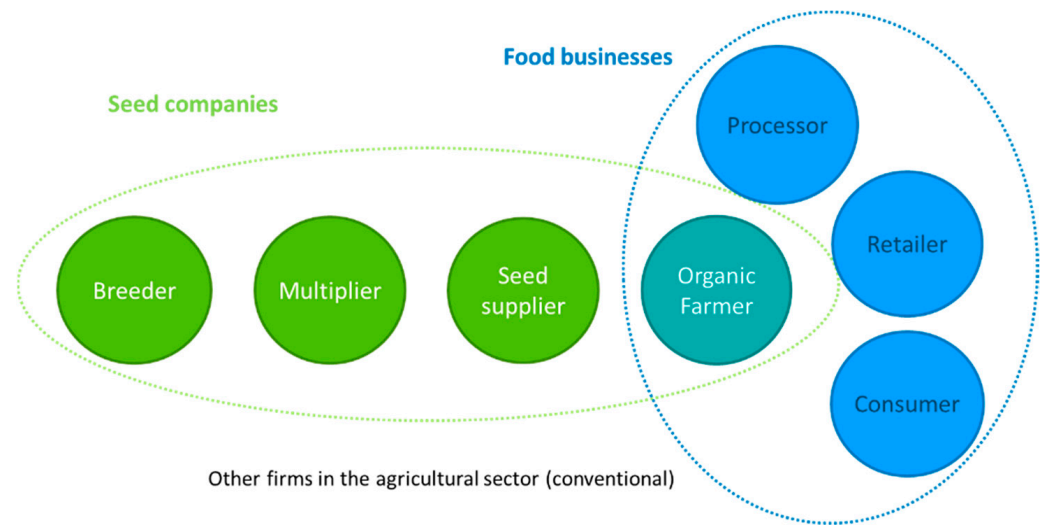 Food businesses
Seed companies
Processor
Retailer
Breeder
Multiplier
Seed
supplier
Organic
Farmer
Consumer
Other firms in the agricultural sector (conventional)